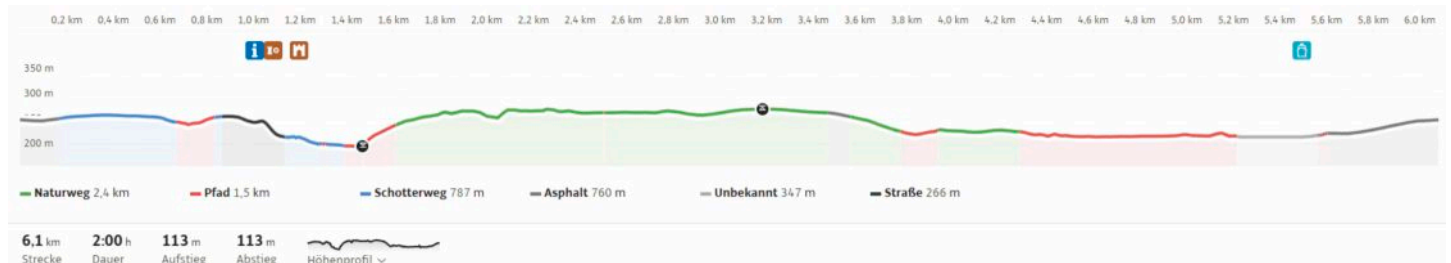 0,2 km 0,4 km 0,6 km 0,8 km 1,0 km 1,2 km 1,4 km 1,6 km 1,8 km 2,0 km 2,2 km 2,4 km 2,6 km 2,8 km 3,0 km 3,2 km 3,4 km 3,6 km 3,8 km 4,0 km 4,2 km 4,4 km 4,6 km 4,8 km 5,0 km 5,2 km 5,4 km 5,6 km 5,8 km 6,0 km
350 m
300 m
200 m
Naturweg 2,4 km Pfad 1,5 km Schotterweg 787 m Asphalt 760 m Unbekannt 347 m Straße 266 m
6,1 km 2:00 h 113 m 113 m
Strecke Dauer Aufstieg Abstieg Höhenprofil